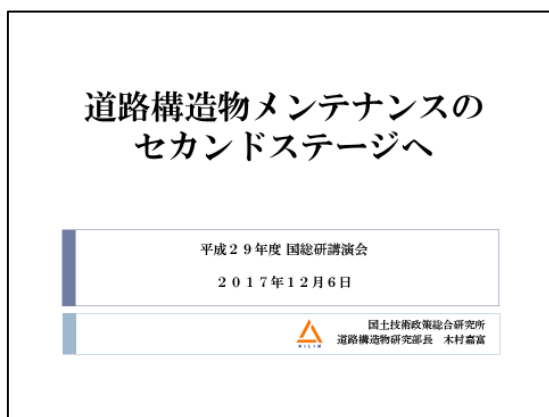 道路構造物メンテナンスの
セカンドステージへ
平成２９年度 国総研講演会
２０１７年１２月６日
国土技術政策総合研究所
道路構造物研究部長　木村嘉富
NILIM